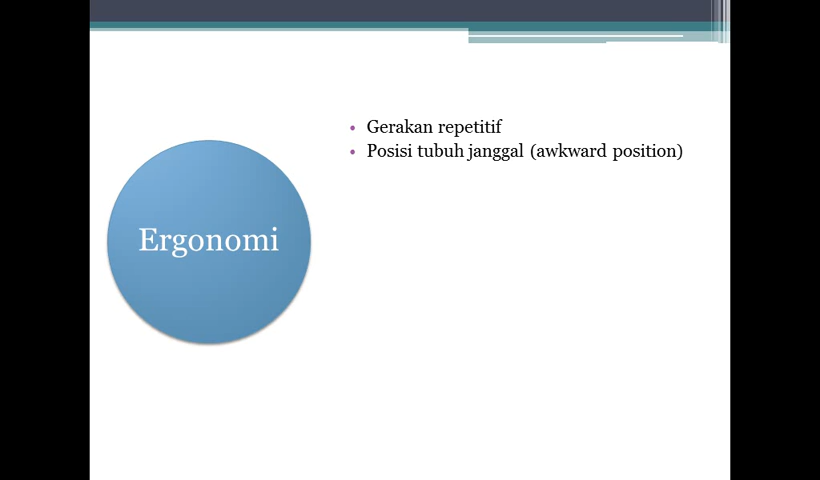 Ergonomi
• Gerakan repetitif
• Posisi tubuh janggal (awkward position)